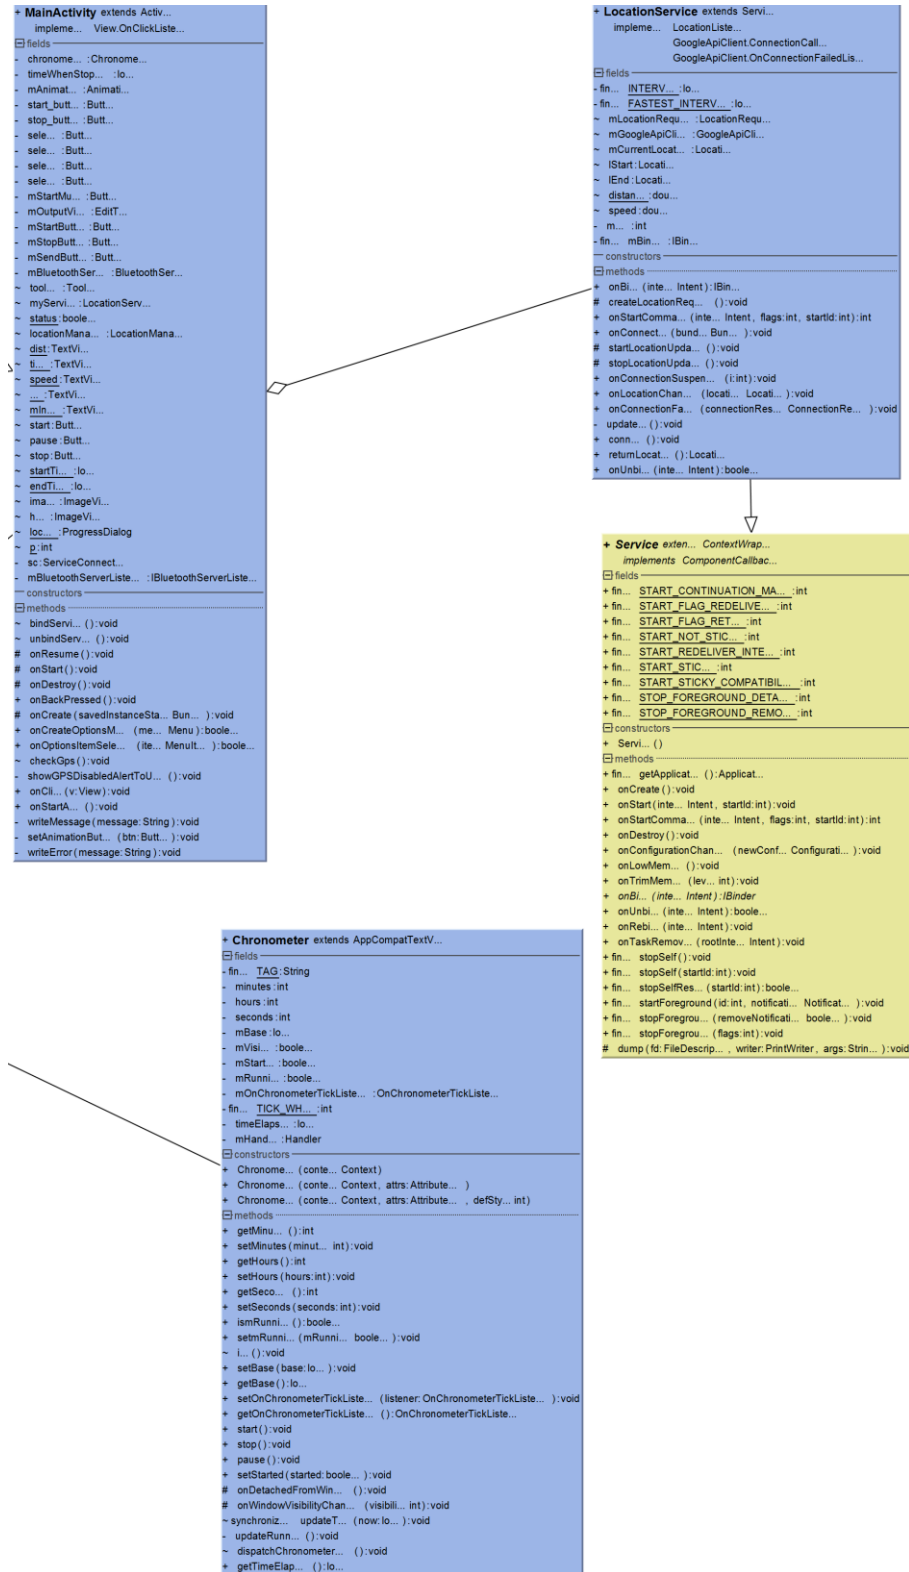 + MainActivity extends Activ...
impleme... View.OnClickListe...
fields
- chronome... :Chronome...
- timeWhenStop... :lo...
- mAnimat... :Animati...
- start_butt... :Butt...
- stop_butt... :Butt...
- sele... :Butt...
- sele... :Butt...
- sele... :Butt...
- sele... :Butt...
- mStartMu... :Butt...
- mOutputVi... :EditT...
- mStartButt... :Butt...
- mStopButt... :Butt...
- mSendButt... :Butt...
- mBluetoothSer... :BluetoothSer...
~ tool... :Tool...
~ myServi... :LocationServ...
~ status:boole...
~ locationMana... :LocationMana...
~ dist:TextVi...
~ ti... :TextVi...
~ speed:TextVi...
~ ... :TextVi...
~ mIn... :TextVi...
~ start:Butt...
~ pause:Butt...
~ stop:Butt...
~ startTi... :lo...
~ endTi... :lo...
~ ima... :ImageVi...
~ h... :ImageVi...
~ loc... :ProgressDialog
~ p:int
- sc:ServiceConnect...
- mBluetoothServerListe... :IBluetoothServerListe...
constructors
methods
~ bindServi... ():void
~ unbindServ... ():void
# onResume():void
# onStart():void
# onDestroy():void
+ onBackPressed():void
# onCreate(savedInstanceSta... Bun... ):void
+ onCreateOptionsM... (me... Menu):boole...
+ onOptionsItemSele... (ite... MenuIt... ):boole...
~ checkGps():void
- showGPSDisabledAlertToU... ():void
+ onCli... (v:View):void
+ onStartA... ():void
- writeMessage(message:String):void
- setAnimationBut... (btn:Butt... ):void
- writeError(message:String):void
+ LocationService extends Servi...
impleme... LocationListe...
GoogleApiClient.ConnectionCall...
GoogleApiClient.OnConnectionFailedLis...
fields
- fin... INTERV... :lo...
- fin... FASTEST_INTERV... :lo...
~ mLocationRequ... :LocationRequ...
~ mGoogleApiCli... :GoogleApiCli...
~ mCurrentLocat... :Locati...
~ lStart:Locati...
~ lEnd:Locati...
~ distan... :dou...
~ speed:dou...
- m... :int
- fin... mBin... :IBin...
constructors
methods
+ onBi... (inte... Intent):IBin...
# createLocationReq... ():void
+ onStartComma... (inte... Intent, flags:int, startId:int):int
+ onConnect... (bund... Bun... ):void
# startLocationUpda... ():void
# stopLocationUpda... ():void
+ onConnectionSuspen... (i:int):void
+ onLocationChan... (locati... Locati... ):void
+ onConnectionFa... (connectionRes... ConnectionRe... ):void
- update... ():void
+ conn... ():void
+ returnLocat... ():Locati...
+ onUnbi... (inte... Intent):boole...
+ Service exten... ContextWrap...
implements ComponentCallbac...
fields
+ fin... START_CONTINUATION_MA... :int
+ fin... START_FLAG_REDELIVE... :int
+ fin... START_FLAG_RET... :int
+ fin... START_NOT_STIC... :int
+ fin... START_REDELIVER_INTE... :int
+ fin... START_STIC... :int
+ fin... START_STICKY_COMPATIBIL... :int
+ fin... STOP_FOREGROUND_DETA... :int
+ fin... STOP_FOREGROUND_REMO... :int
constructors
+ Servi... ()
methods
+ fin... getApplicat... ():Applicat...
+ onCreate():void
+ onStart(inte... Intent, startId:int):void
+ onStartComma... (inte... Intent, flags:int, startId:int):int
+ onDestroy():void
+ onConfigurationChan... (newConf... Configurati... ):void
+ onLowMem... ():void
+ onTrimMem... (lev... int):void
+ onBi... (inte... Intent):IBinder
+ onUnbi... (inte... Intent):boole...
+ onRebi... (inte... Intent):void
+ onTaskRemov... (rootInte... Intent):void
+ fin... stopSelf():void
+ fin... stopSelf(startId:int):void
+ fin... stopSelfRes... (startId:int):boole...
+ fin... startForeground(id:int, notificati... Notificat... ):void
+ fin... stopForegrou... (removeNotificati... boole... ):void
+ fin... stopForegrou... (flags:int):void
# dump(fd:FileDescrip... , writer:PrintWriter, args:Strin... ):void
+ Chronometer extends AppCompatTextV...
fields
- fin... TAG:String
- minutes:int
- hours:int
- seconds:int
- mBase:lo...
- mVisi... :boole...
- mStart... :boole...
- mRunni... :boole...
- mOnChronometerTickListe... :OnChronometerTickListe...
- fin... TICK_WH... :int
- timeElaps... :lo...
- mHand... :Handler
constructors
+ Chronome... (conte... Context)
+ Chronome... (conte... Context, attrs:Attribute... )
+ Chronome... (conte... Context, attrs:Attribute... , defSty... int)
methods
+ getMinu... ():int
+ setMinutes(minut... int):void
+ getHours():int
+ setHours(hours:int):void
+ getSeco... ():int
+ setSeconds(seconds:int):void
+ ismRunni... ():boole...
+ setmRunni... (mRunni... boole... ):void
~ i... ():void
+ setBase(base:lo... ):void
+ getBase():lo...
+ setOnChronometerTickListe... (listener:OnChronometerTickListe... ):void
+ getOnChronometerTickListe... ():OnChronometerTickListe...
+ start():void
+ stop():void
+ pause():void
+ setStarted(started:boole... ):void
# onDetachedFromWin... ():void
# onWindowVisibilityChan... (visibili... int):void
~ synchroniz... updateT... (now:lo... ):void
- updateRunn... ():void
~ dispatchChronometer... ():void
+ getTimeElap... ():lo...